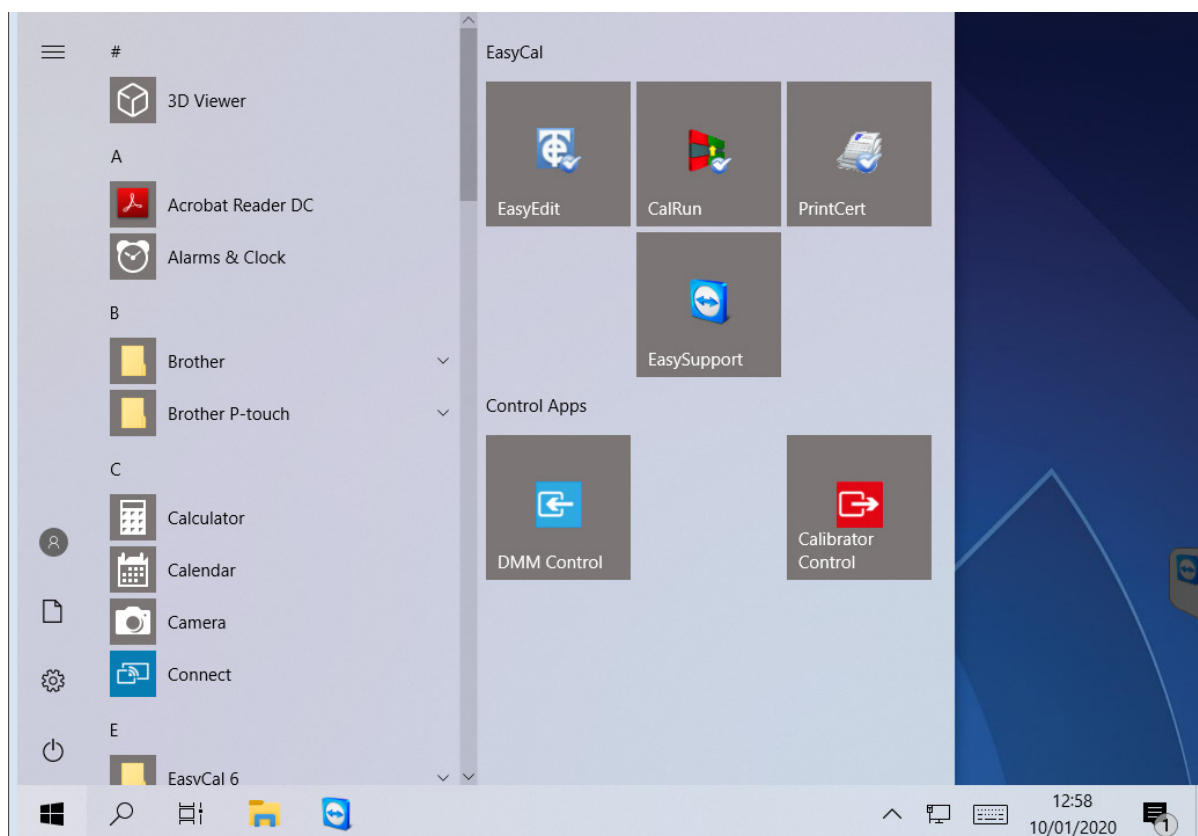 #
3D Viewer
A
Acrobat Reader DC
Alarms & Clock
B
Brother
Brother P-touch
C
Calculator
Calendar
Camera
Connect
E
EasyCal 6
EasyCal
EasyEdit
CalRun
PrintCert
EasySupport
Control Apps
DMM Control
Calibrator
Control
12:58
10/01/2020
1